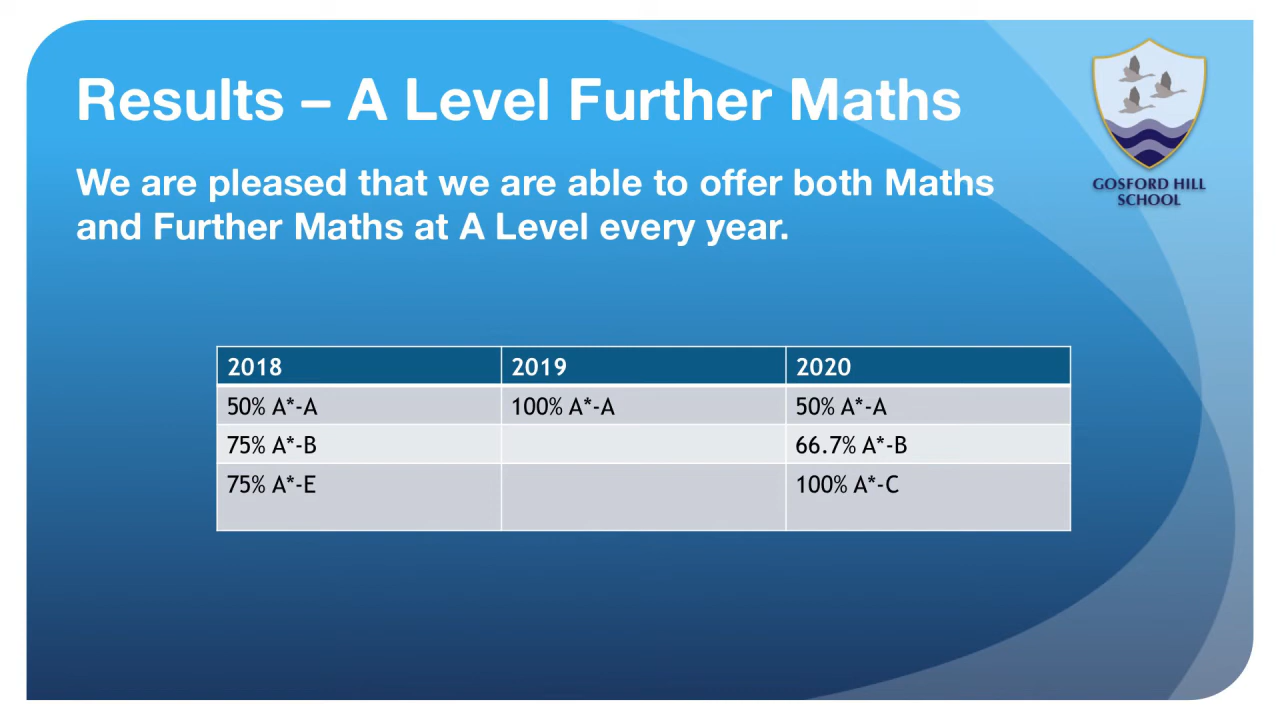 Results – A Level Further Maths
GOSFORD HILL
SCHOOL
We are pleased that we are able to offer both Maths
and Further Maths at A Level every year.
2018 2019 2020
50% A*-A 100% A*-A 50% A*-A
75% A*-B 66.7% A*-B
75% A*-E 100% A*-C